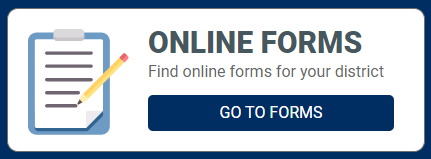 ONLINE FORMS
Find online forms for your district
GO TO FORMS